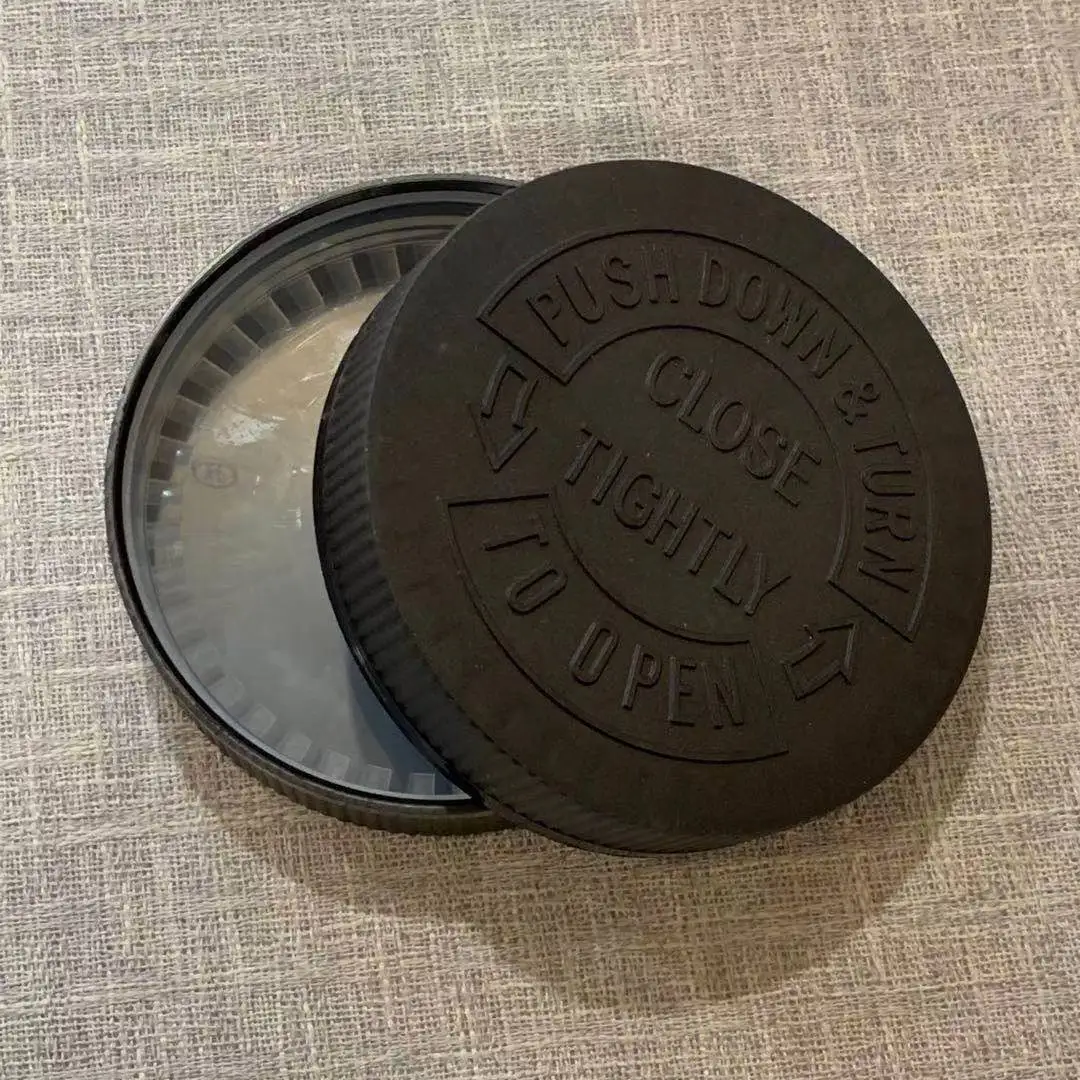 PUSH DOWN & TURN
CLOSE
TIGHTLY
TO OPEN